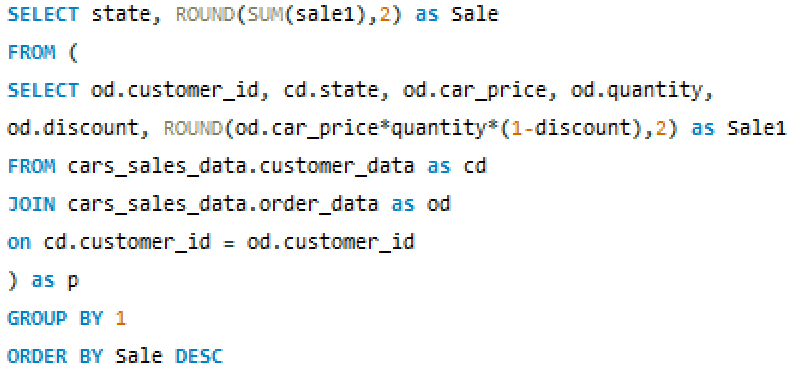 SELECT state, ROUND(SUM(sale1),2) as Sale
FROM (
SELECT od.customer_id, cd.state, od.car_price, od.quantity,
od.discount, ROUND(od.car_price*quantity*(1-discount),2) as Sale1
FROM cars_sales_data.customer_data as cd
JOIN cars_sales_data.order_data as od
on cd.customer_id = od.customer_id
) as p
GROUP BY 1
ORDER BY Sale DESC